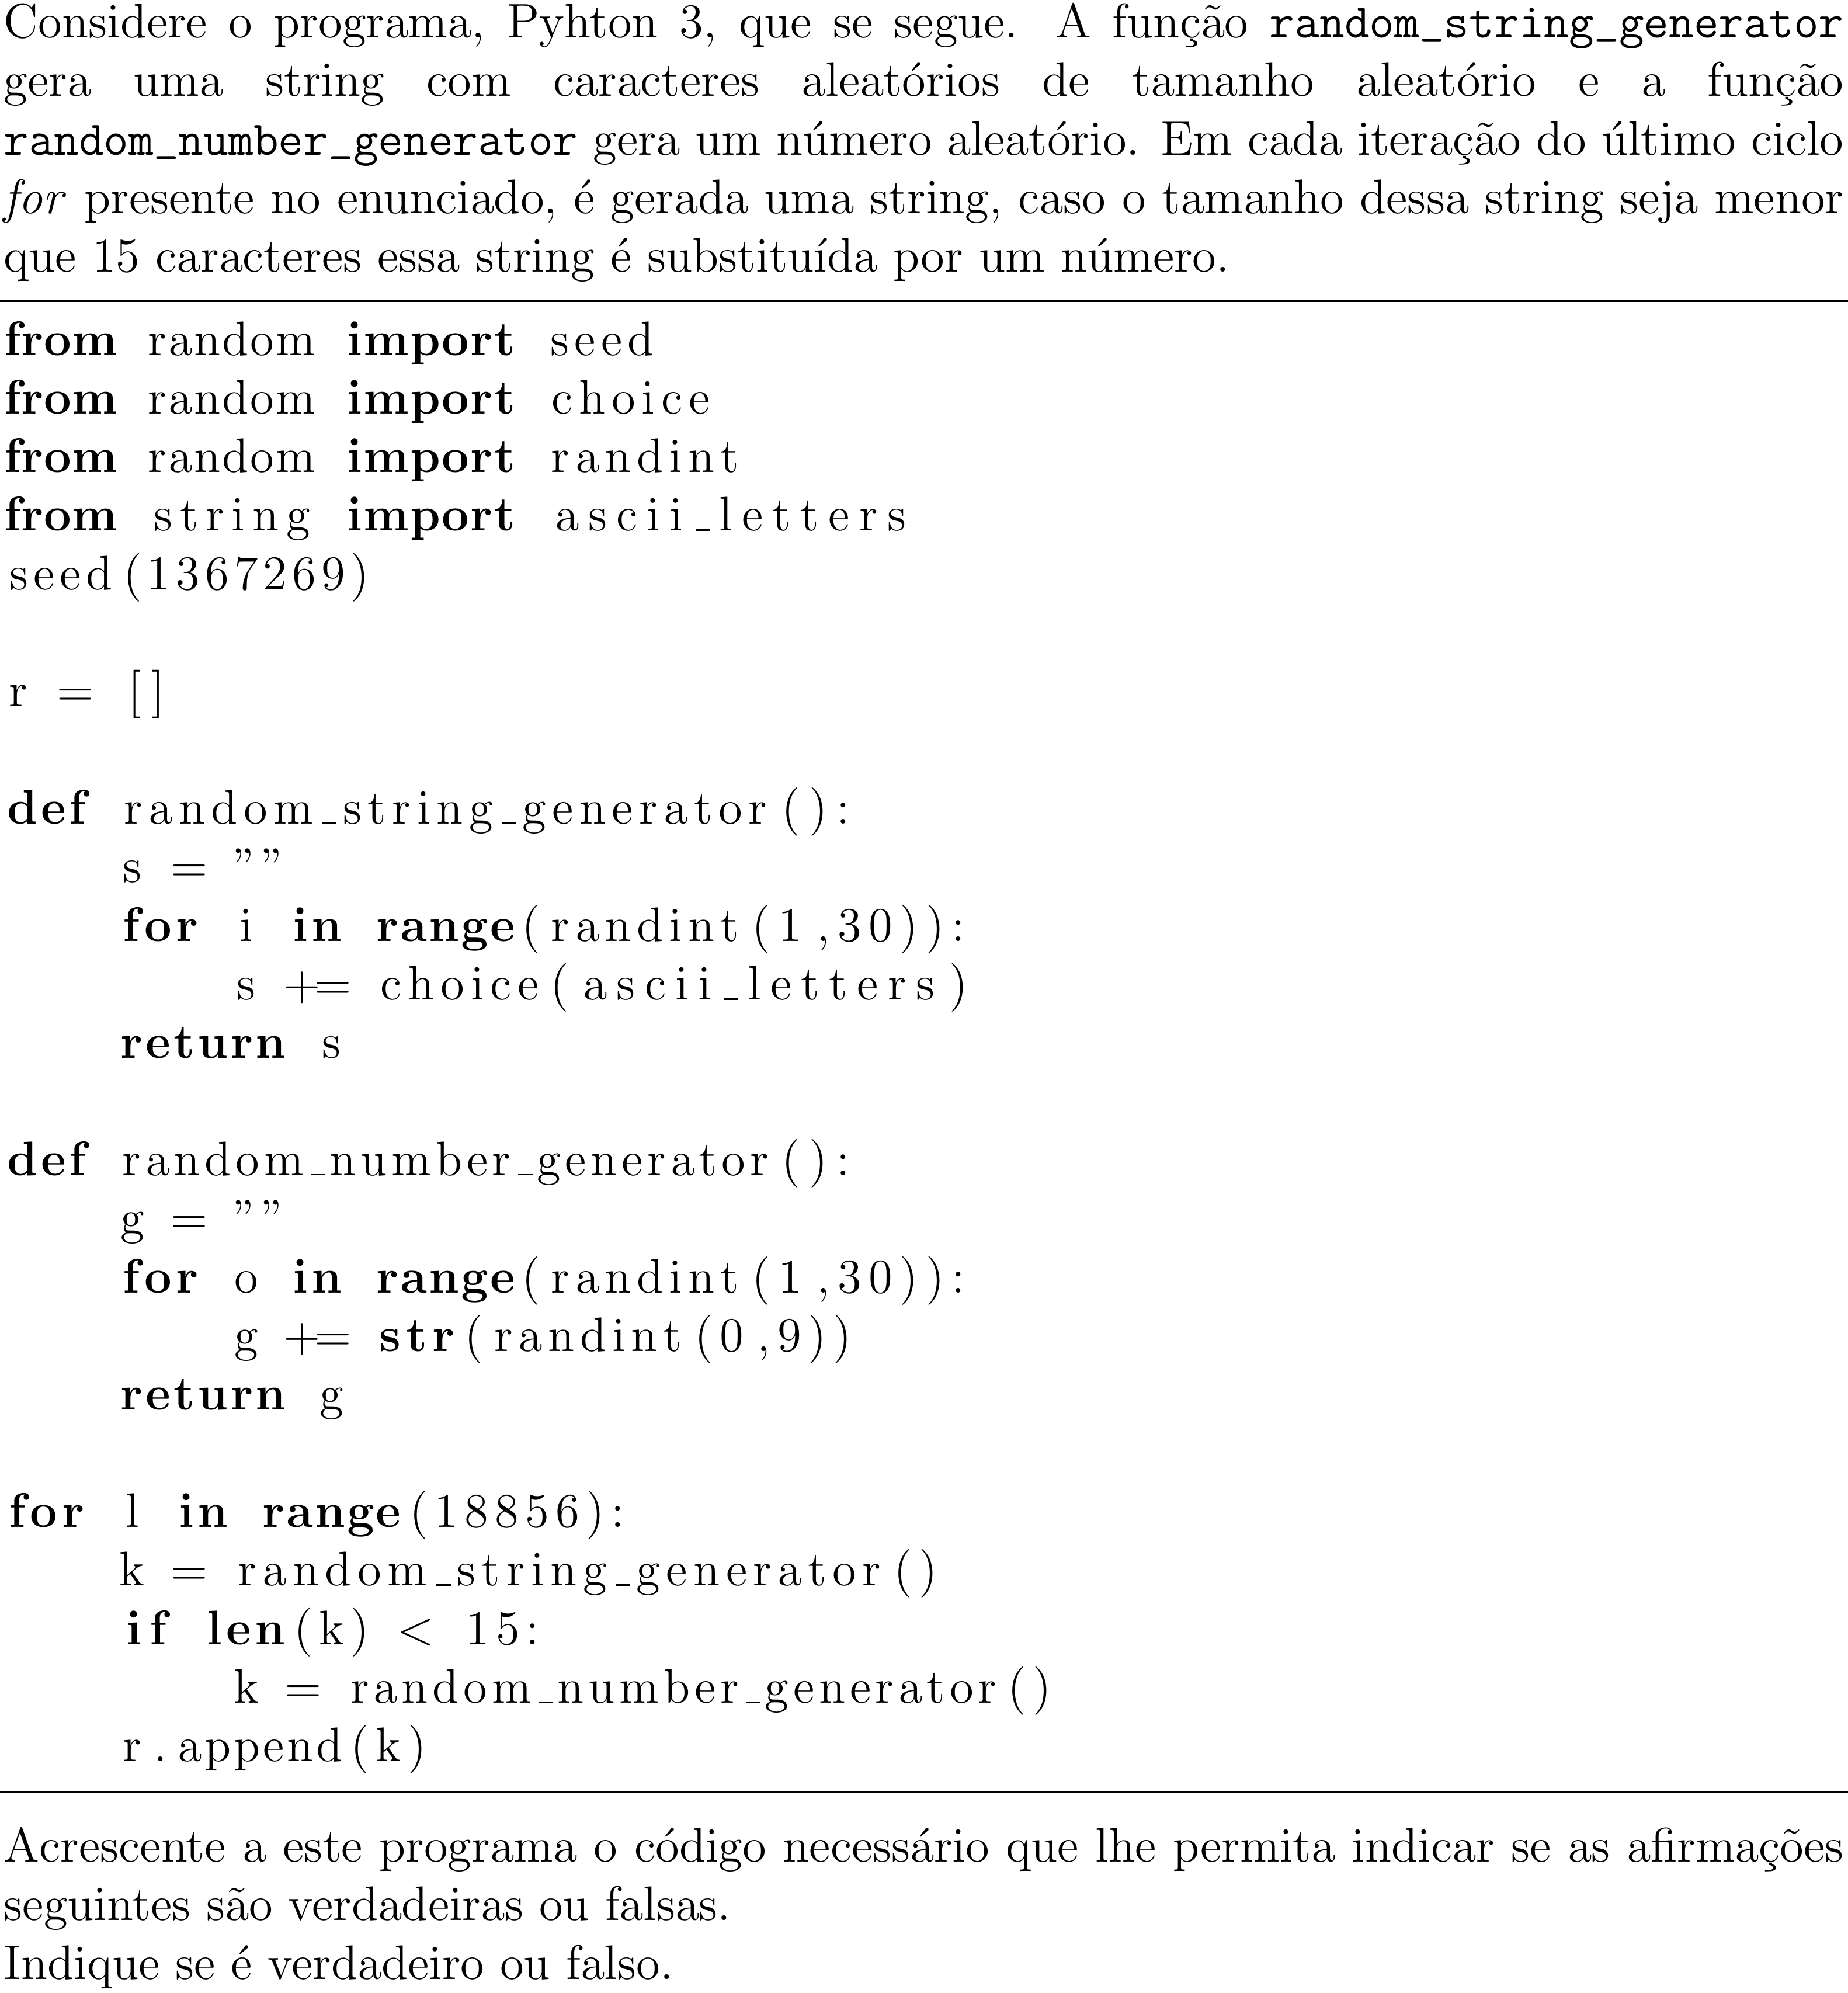 Considere o programa, Pyhton 3, que se segue. A função random_string_generator
gera uma string com caracteres aleatórios de tamanho aleatório e a função
random_number_generator gera um número aleatório. Em cada iteração do último ciclo
for presente no enunciado, é gerada uma string, caso o tamanho dessa string seja menor
que 15 caracteres essa string é substituída por um número.
from random import seed
from random import choice
from random import randint
from string import ascii_letters
seed(1367269)
r = []
def random_string_generator():
    s = ””
    for i in range(randint(1,30)):
        s += choice(ascii_letters)
    return s
def random_number_generator():
    g = ””
    for o in range(randint(1,30)):
        g += str(randint(0,9))
    return g
for l in range(18856):
    k = random_string_generator()
    if len(k) < 15:
        k = random_number_generator()
    r.append(k)
Acrescente a este programa o código necessário que lhe permita indicar se as afirmações
seguintes são verdadeiras ou falsas.
Indique se é verdadeiro ou falso.